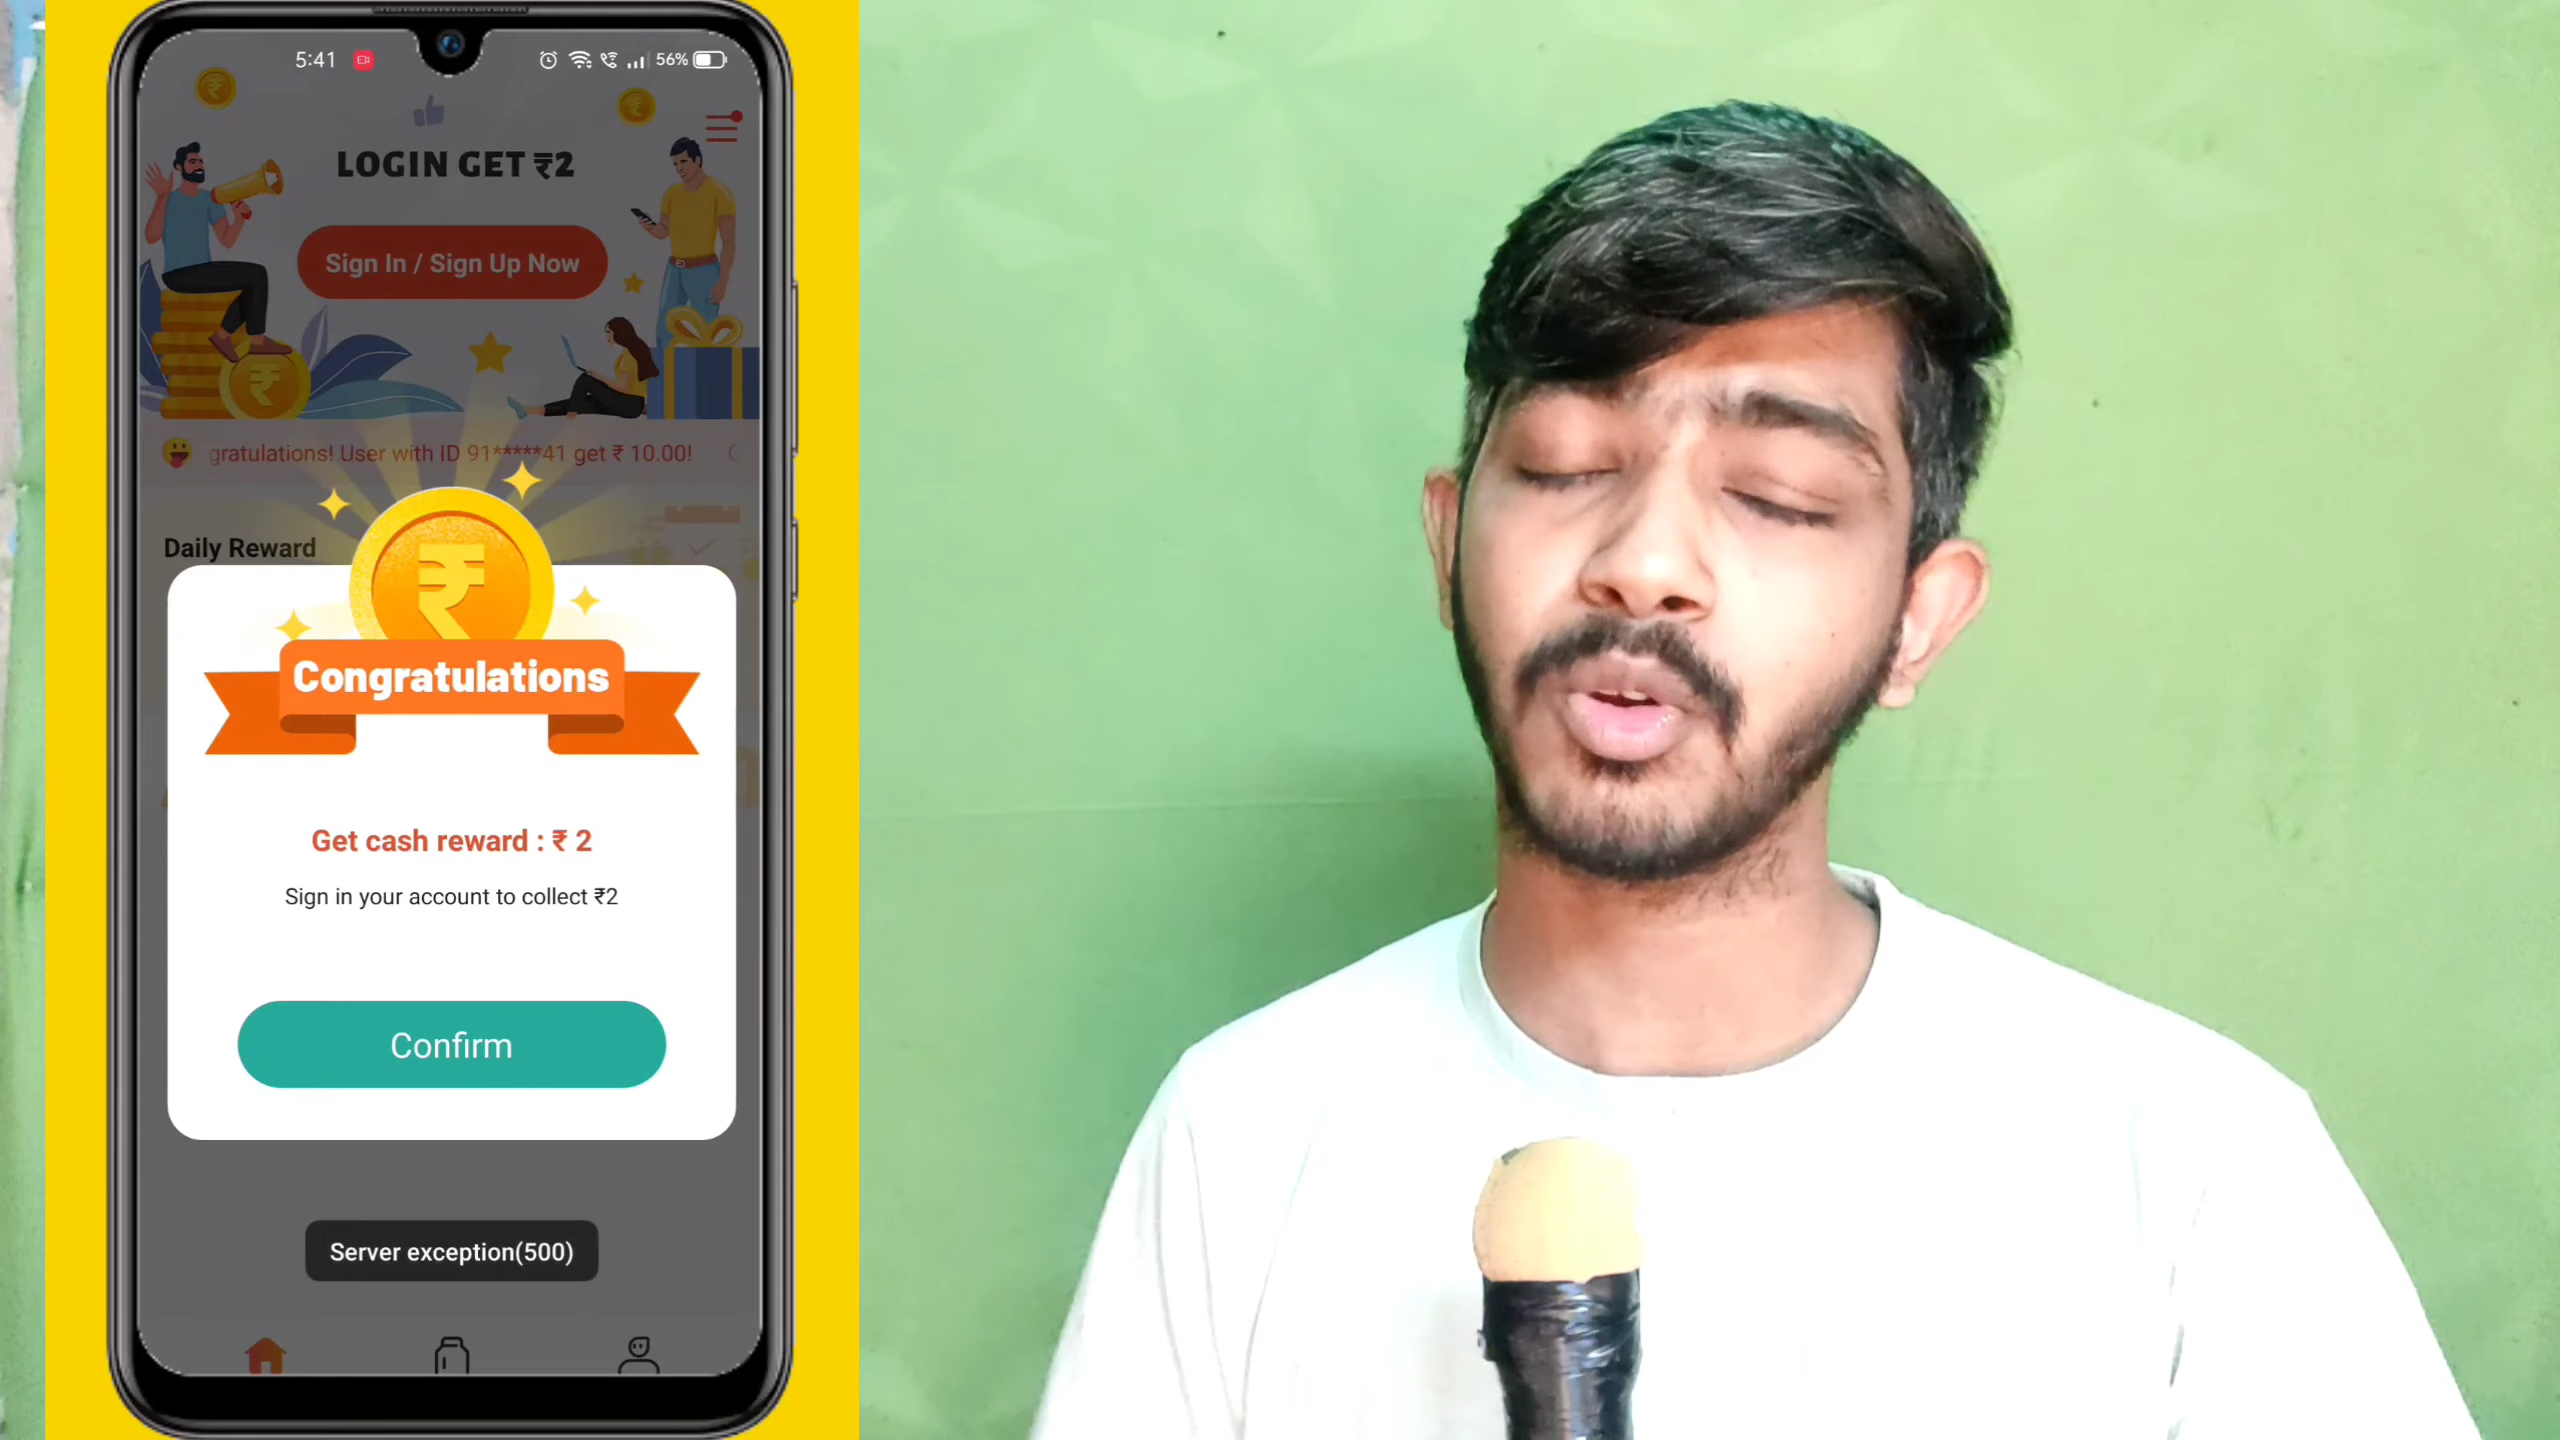 5:41
56%
LOGIN GET ₹2
Sign In / Sign Up Now
gratulations! User with ID 91*****41 get ₹ 10.00!
Daily Reward
Congratulations
Get cash reward : ₹ 2
Sign in your account to collect ₹2
Confirm
Server exception(500)